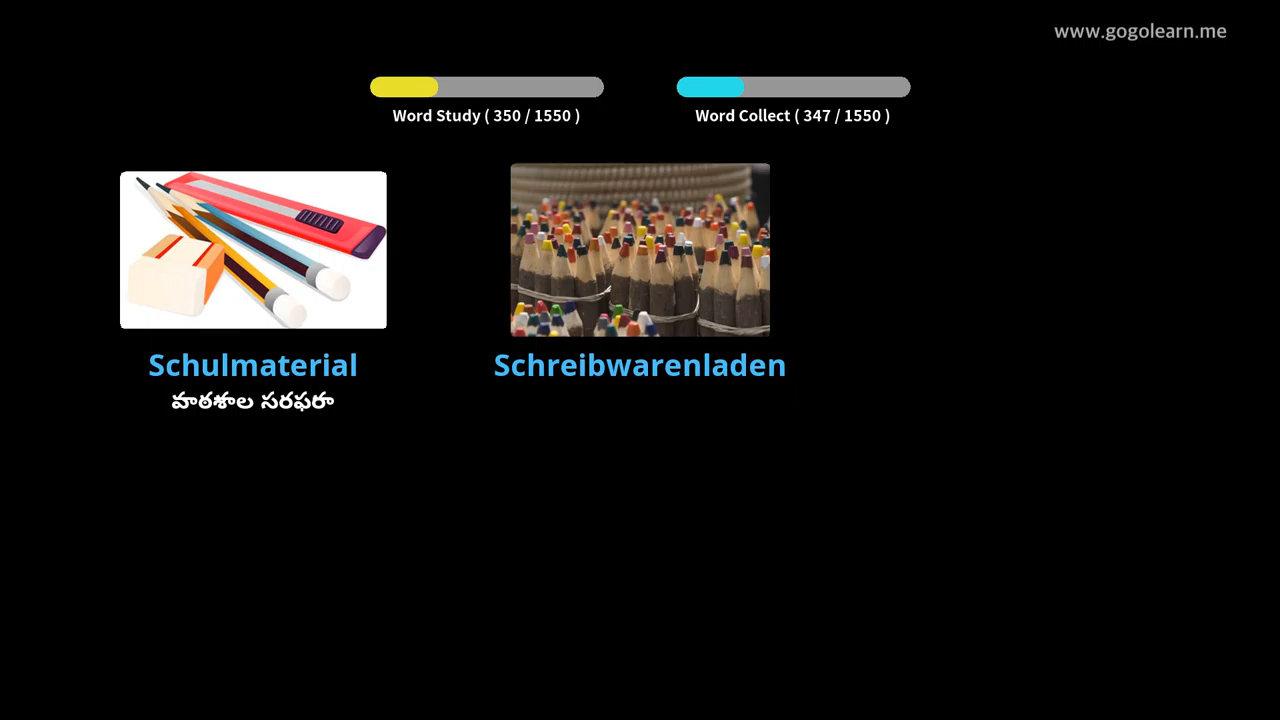 www.gogolearn.me
Word Study ( 350 / 1550 )
Word Collect ( 347 / 1550 )
Schulmaterial
పాఠశాల సరఫరా
Schreibwarenladen